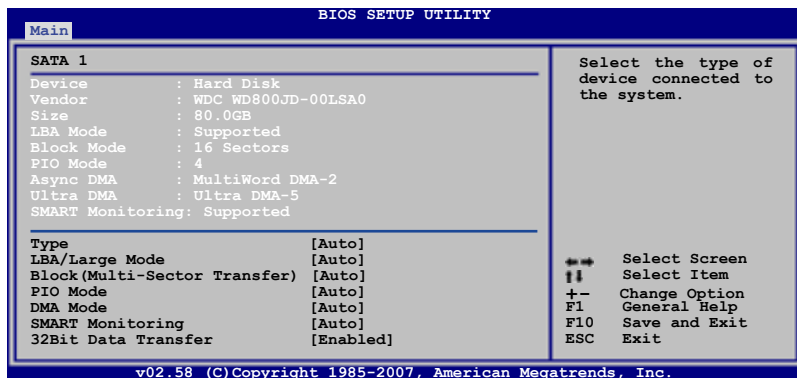 BIOS SETUP UTILITY
Main
SATA 1
Device : Hard Disk
Vendor : WDC WD800JD-00LSA0
Size : 80.0GB
LBA Mode : Supported
Block Mode : 16 Sectors
PIO Mode : 4
Async DMA : MultiWord DMA-2
Ultra DMA : Ultra DMA-5
SMART Monitoring: Supported
Type [Auto]
LBA/Large Mode [Auto]
Block(Multi-Sector Transfer) [Auto]
PIO Mode [Auto]
DMA Mode [Auto]
SMART Monitoring [Auto]
32Bit Data Transfer [Enabled]
Select the type of
device connected to
the system.
←→ Select Screen
↑↓ Select Item
+- Change Option
F1 General Help
F10 Save and Exit
ESC Exit
v02.58 (C)Copyright 1985-2007, American Megatrends, Inc.